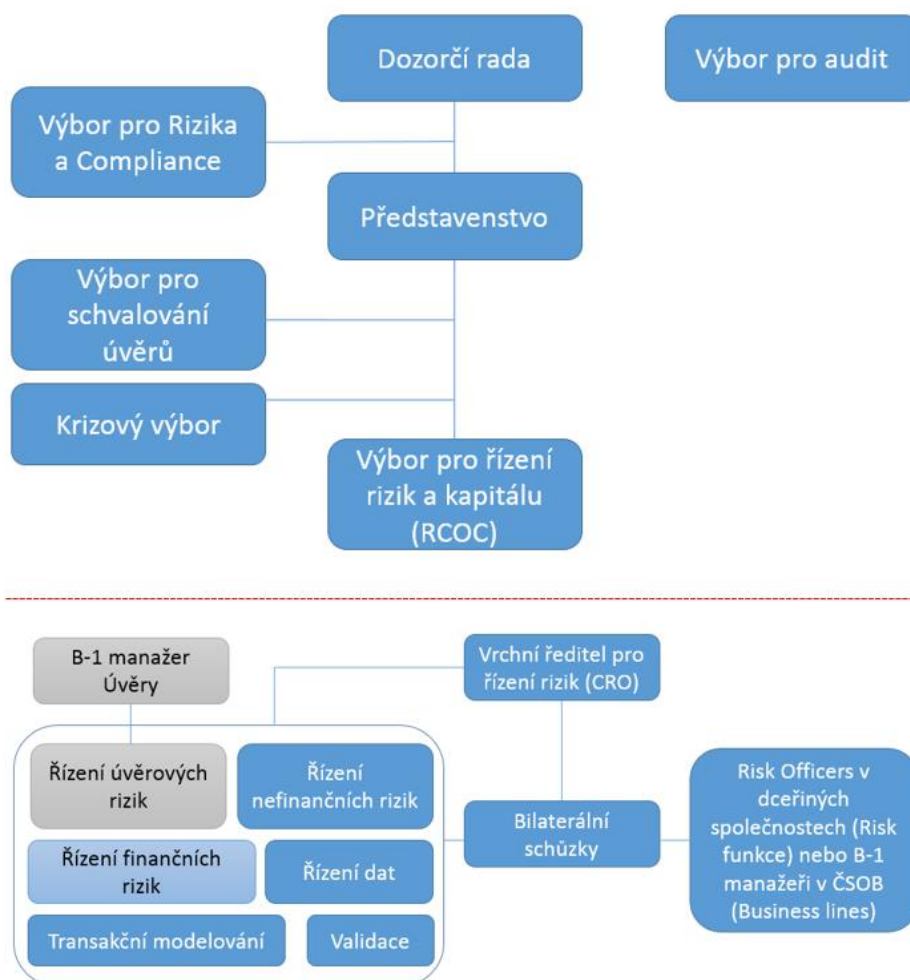 Dozorčí rada
Výbor pro audit
Výbor pro Rizika
a Compliance
Představenstvo
Výbor pro
schvalování
úvěrů
Krizový výbor
Výbor pro řízení
rizik a kapitálu
(RCOC)
B-1 manažer
Úvěry
Vrchní ředitel pro
řízení rizik (CRO)
Řízení úvěrových
rizik
Řízení
nefinančních rizik
Řízení finančních
rizik
Řízení dat
Transakční modelování
Validace
Bilaterální
schůzky
Risk Officers v
dceřiných
společnostech (Risk
funkce) nebo B-1
manažeři v ČSOB
(Business lines)